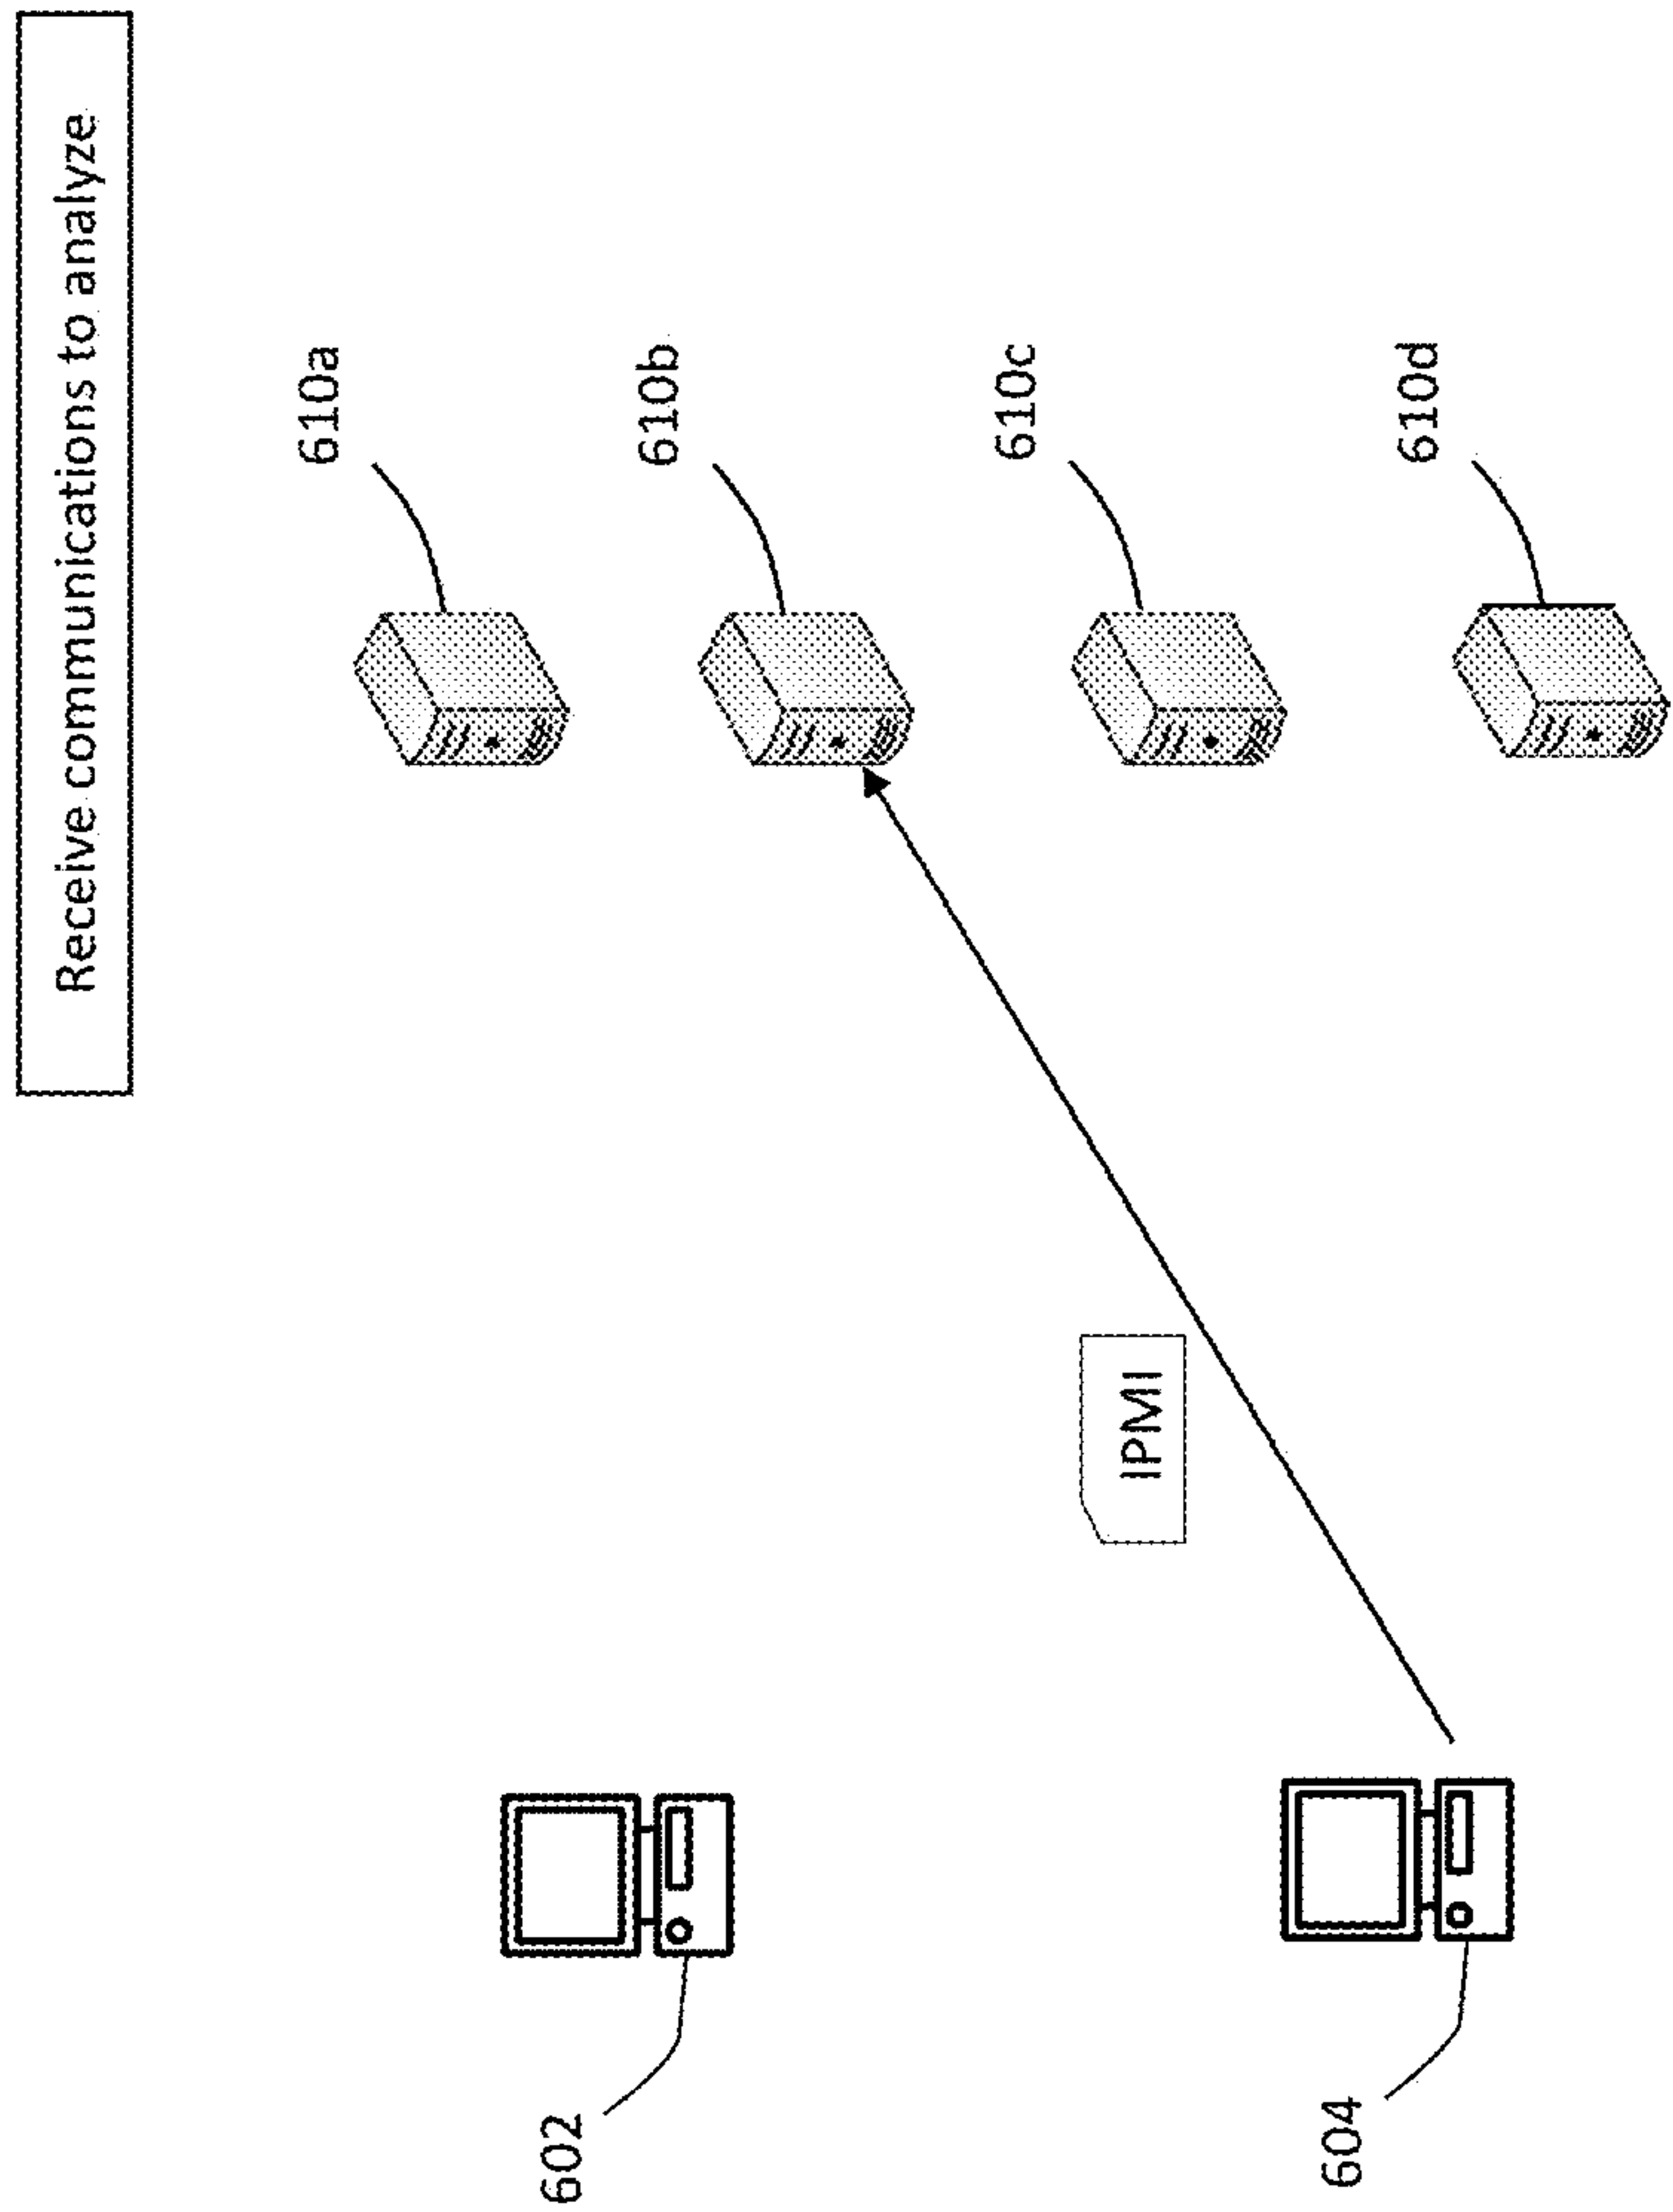 Receive communications to analyze
610a
610b
610c
610d
IPMI
602
604